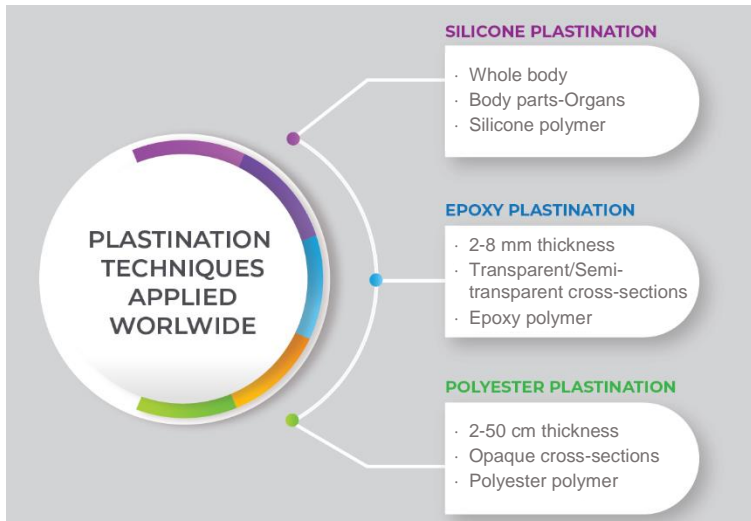 PLASTINATION
TECHNIQUES
APPLIED
WORLWIDE
SILICONE PLASTINATION
· Whole body
· Body parts-Organs
· Silicone polymer
EPOXY PLASTINATION
· 2-8 mm thickness
· Transparent/Semi-
transparent cross-sections
· Epoxy polymer
POLYESTER PLASTINATION
· 2-50 cm thickness
· Opaque cross-sections
· Polyester polymer